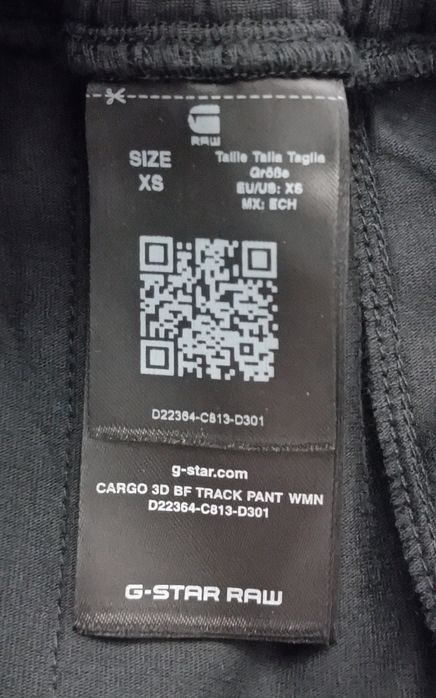 RAW
SIZE
XS
Taille Talla Taglia
Größe
EU/US: XS
MX: ECH
D22364-C813-D301
g-star.com
CARGO 3D BF TRACK PANT WMN
D22364-C813-D301
G-STAR RAW